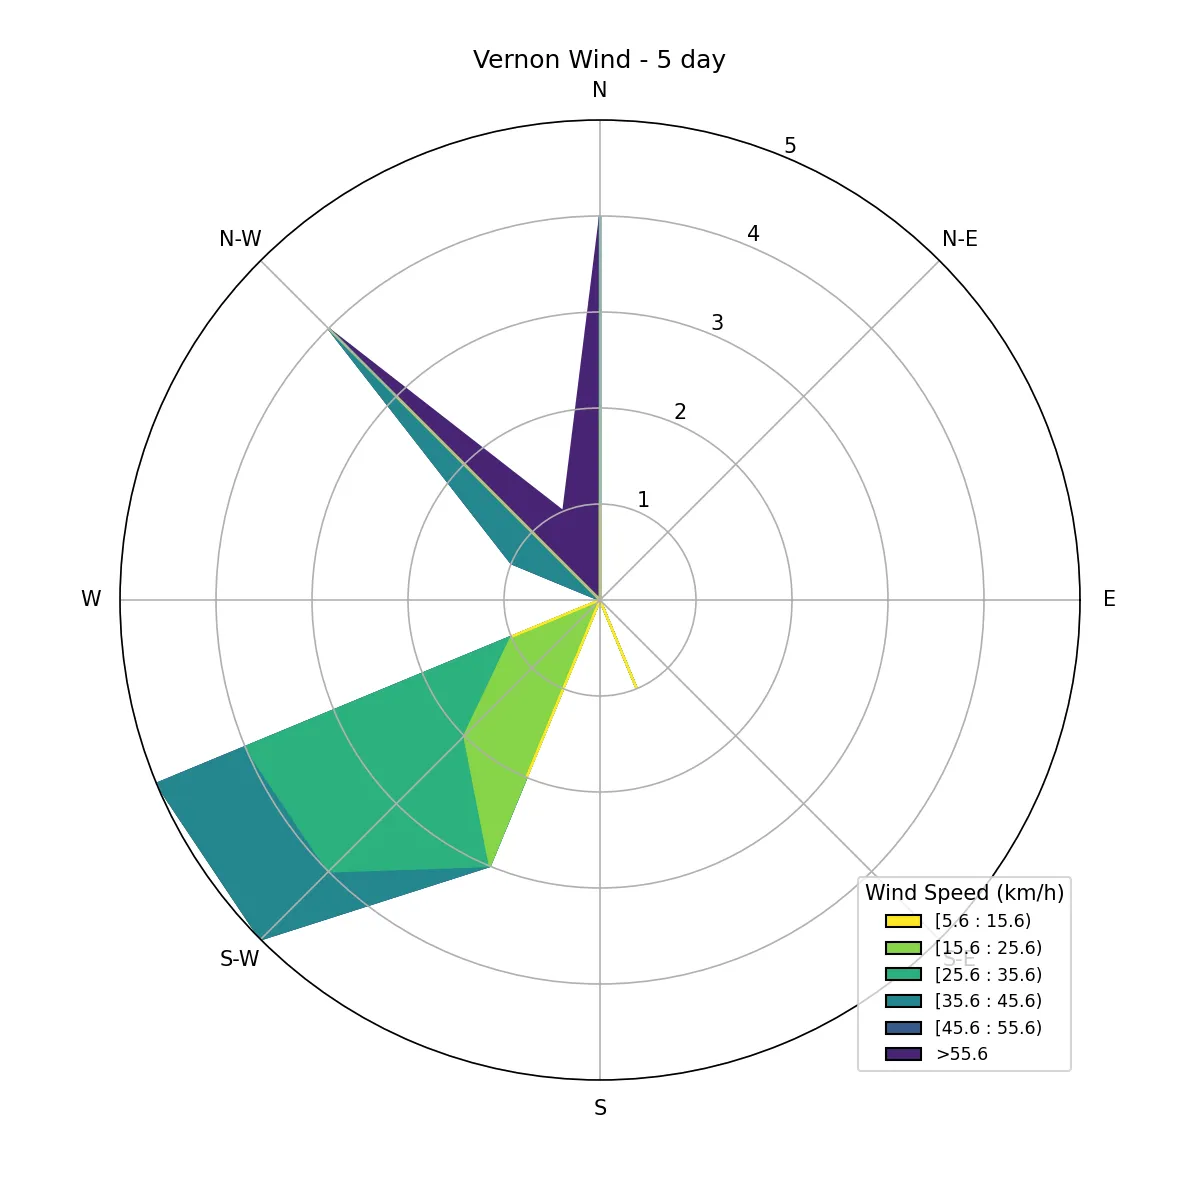 Vernon Wind - 5 day
N
5
N-W
N-E
4
3
2
1
W
E
S-W
S-E
Wind Speed (km/h)
[5.6 : 15.6)
[15.6 : 25.6)
[25.6 : 35.6)
[35.6 : 45.6)
[45.6 : 55.6)
>55.6
S